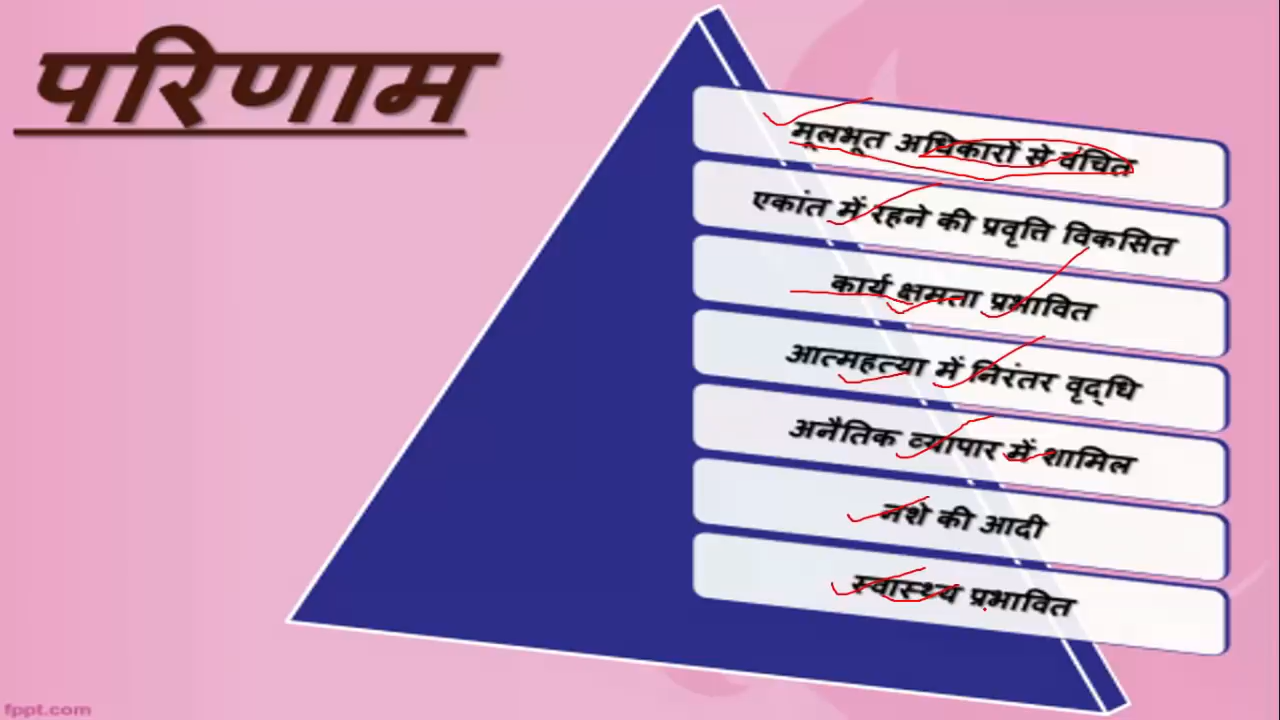 परिणाम
मूलभूत अधिकारों से वंचित
एकांत में रहने की प्रवृत्ति विकसित
कार्य क्षमता प्रभावित
आत्महत्या में निरंतर वृद्धि
अनैतिक व्यापार में शामिल
नशे की आदी
स्वास्थ्य प्रभावित
fppt.com